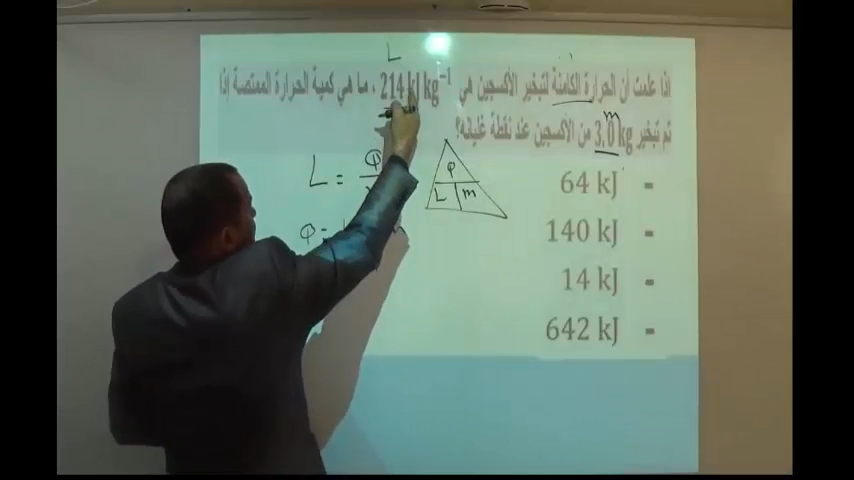 إذا علمت أن الحرارة الكامنة لتبخير الأكسجين هي 214 kJ kg⁻¹ ، ما هي كمية الحرارة الممتصة إذا
تم تبخير 3.0 kg من الأكسجين عند نقطة غليانه؟
L
m
64 kJ -
140 kJ -
14 kJ -
642 kJ -
L = Q
Q =
Q
L m